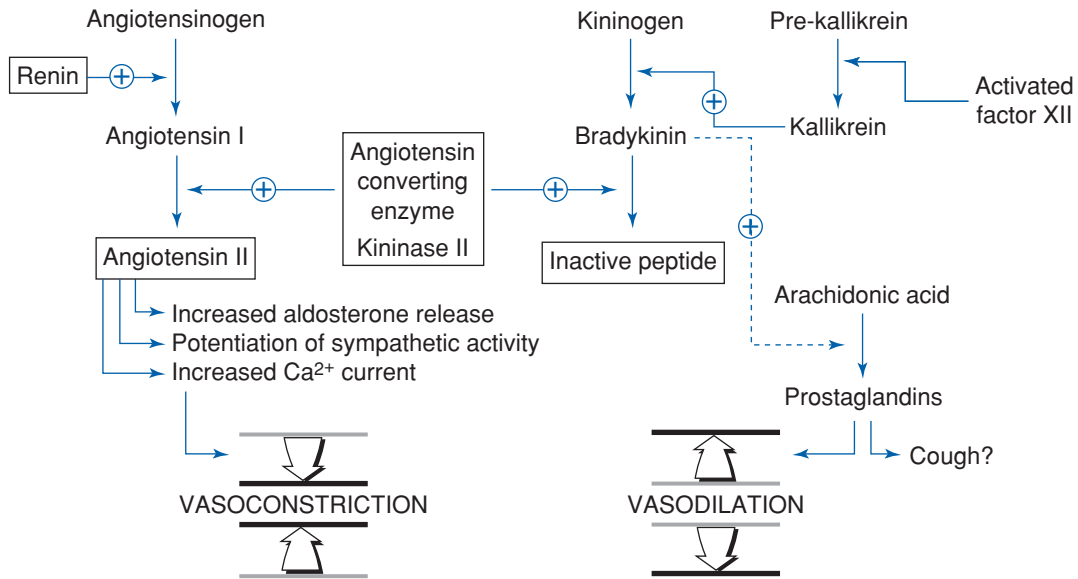 Angiotensinogen
Kininogen
Pre-kallikrein
Renin
+
+
Activated
factor XII
Angiotensin I
Bradykinin
Kallikrein
Angiotensin
converting
enzyme
Kininase II
+
+
+
Angiotensin II
Inactive peptide
Arachidonic acid
Increased aldosterone release
Potentiation of sympathetic activity
Increased Ca²⁺ current
Prostaglandins
Cough?
VASOCONSTRICTION
VASODILATION